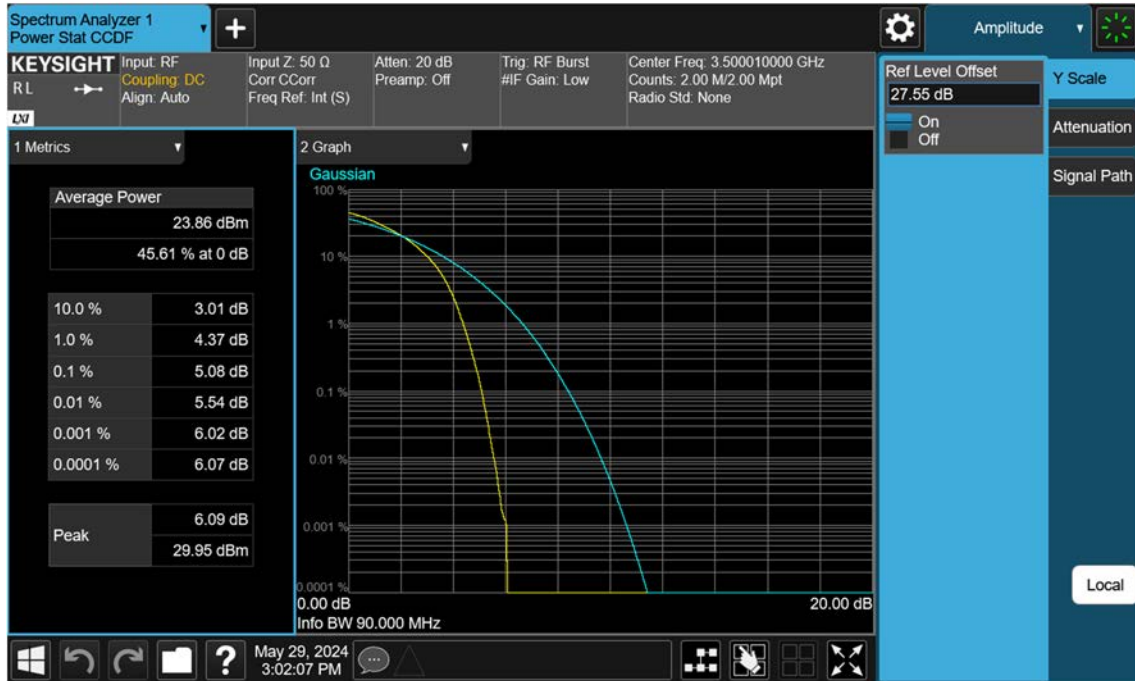 Spectrum Analyzer 1
Power Stat CCDF
+
Amplitude
KEYSIGHT
R L
LXI
Input: RF
Coupling: DC
Align: Auto
Input Z: 50 Ω
Corr CCorr
Freq Ref: Int (S)
Atten: 20 dB
Preamp: Off
Trig: RF Burst
#IF Gain: Low
Center Freq: 3.500010000 GHz
Counts: 2.00 M/2.00 Mpt
Radio Std: None
Ref Level Offset
27.55 dB
On
Off
Y Scale
Attenuation
Signal Path
1 Metrics
Average Power
23.86 dBm
45.61 % at 0 dB
10.0 % 3.01 dB
1.0 % 4.37 dB
0.1 % 5.08 dB
0.01 % 5.54 dB
0.001 % 6.02 dB
0.0001 % 6.07 dB
Peak
6.09 dB
29.95 dBm
2 Graph
Gaussian
100 %
10 %
1 %
0.1 %
0.01 %
0.001 %
0.0001 %
0.00 dB 20.00 dB
Info BW 90.000 MHz
Local
?
May 29, 2024
3:02:07 PM